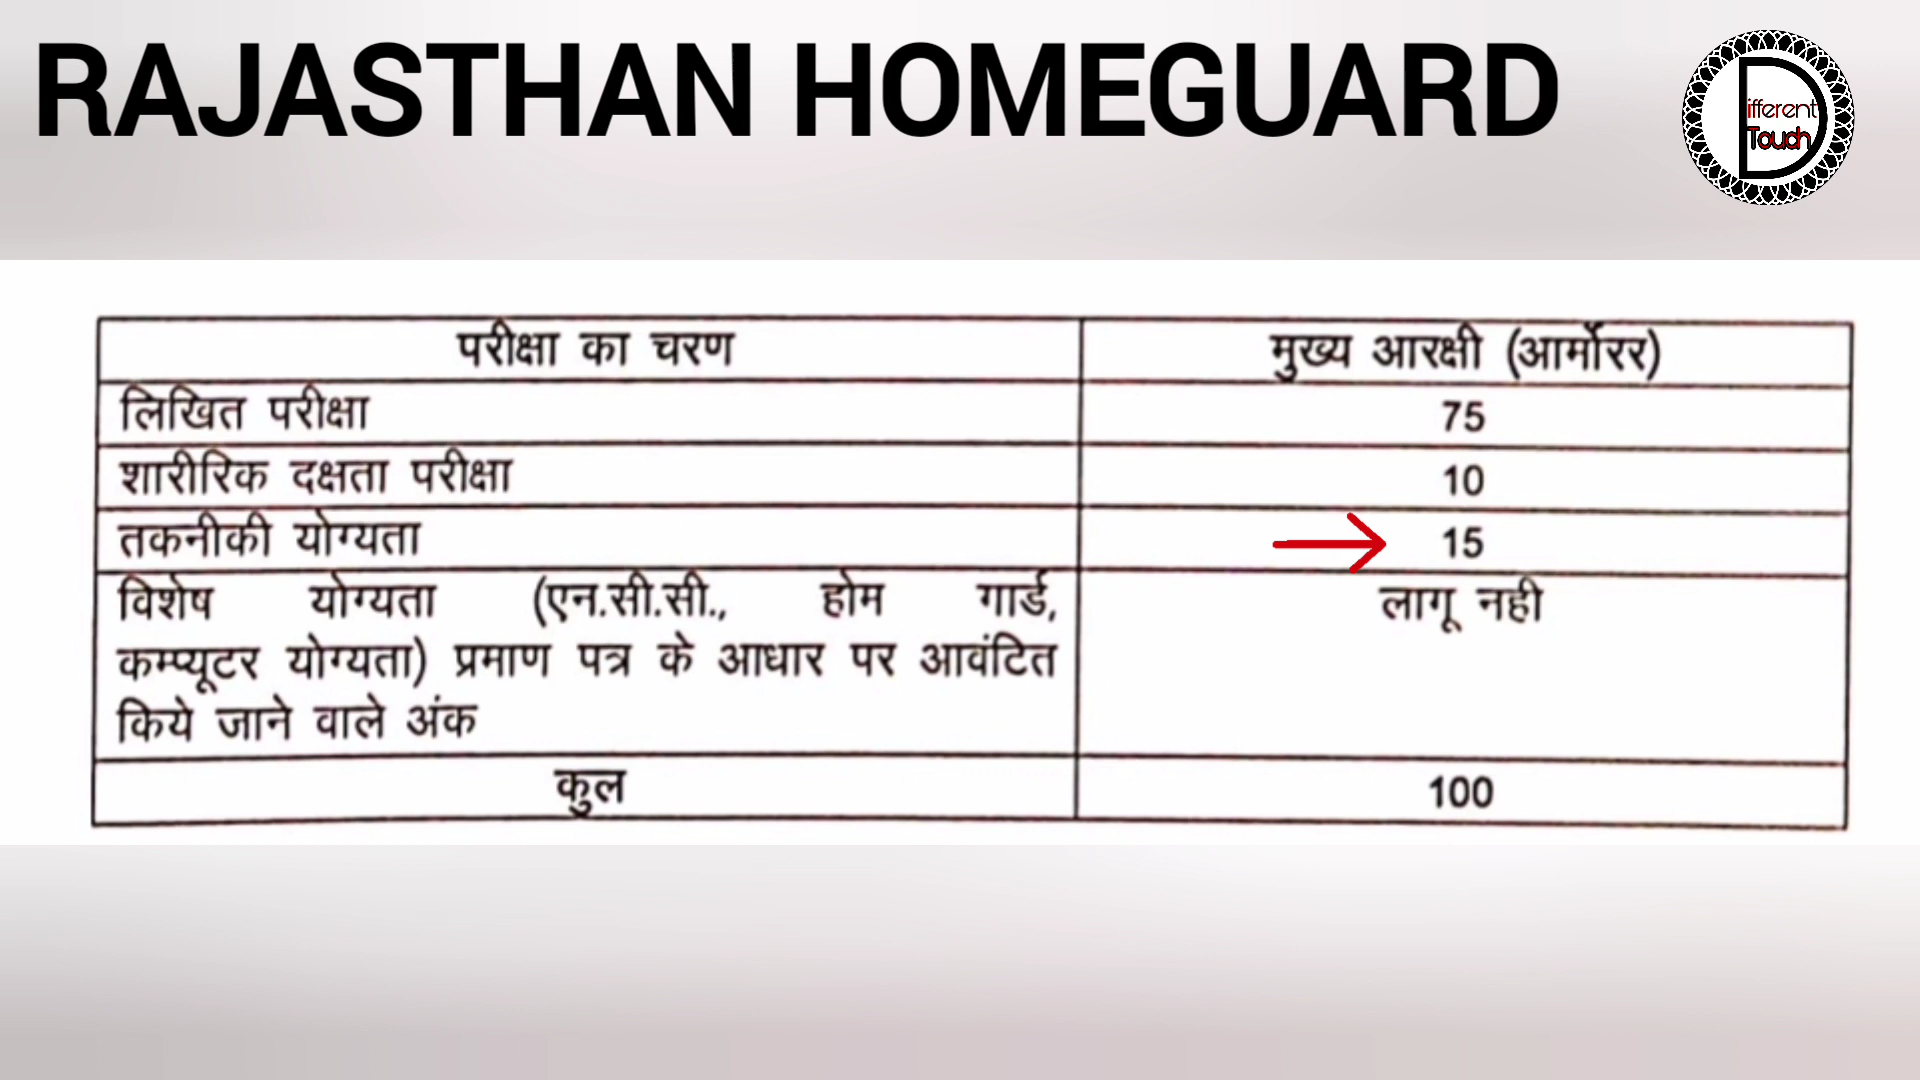 RAJASTHAN HOMEGUARD
Different
Touch
परीक्षा का चरण
मुख्य आरक्षी (आर्मोरर)
लिखित परीक्षा
75
शारीरिक दक्षता परीक्षा
10
तकनीकी योग्यता
15
विशेष योग्यता (एन.सी.सी., होम गार्ड,
लागू नही
कम्प्यूटर योग्यता) प्रमाण पत्र के आधार पर आवंटित
किये जाने वाले अंक
कुल
100